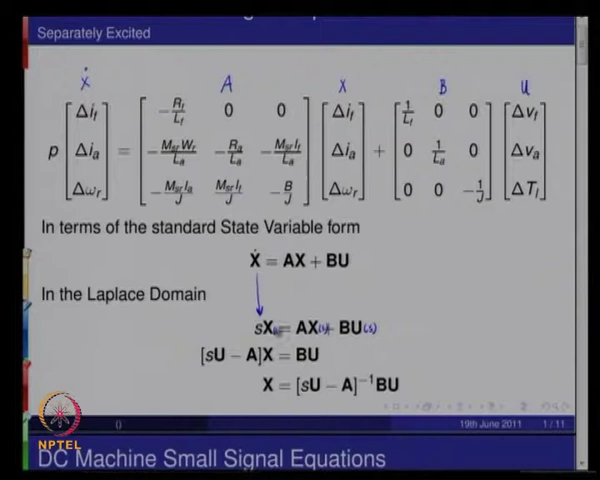 Separately Excited
Ẋ A X B U
p [Δi_f Δi_a Δω_r] = [-R_f/L_f 0 0; -M_sr W_r/L_a -R_a/L_a -M_sr I_f/L_a; -M_sr I_a/J M_sr I_f/J -B/J] [Δi_f Δi_a Δω_r] + [1/L_f 0 0; 0 1/L_a 0; 0 0 -1/J] [Δv_f Δv_a ΔT_l]
In terms of the standard State Variable form
Ẋ = AX + BU
In the Laplace Domain
sX = AX(s) + BU(s)
[sU − A]X = BU
X = [sU − A]⁻¹BU
NPTEL
() 19th June 2011 1 / 11
DC Machine Small Signal Equations